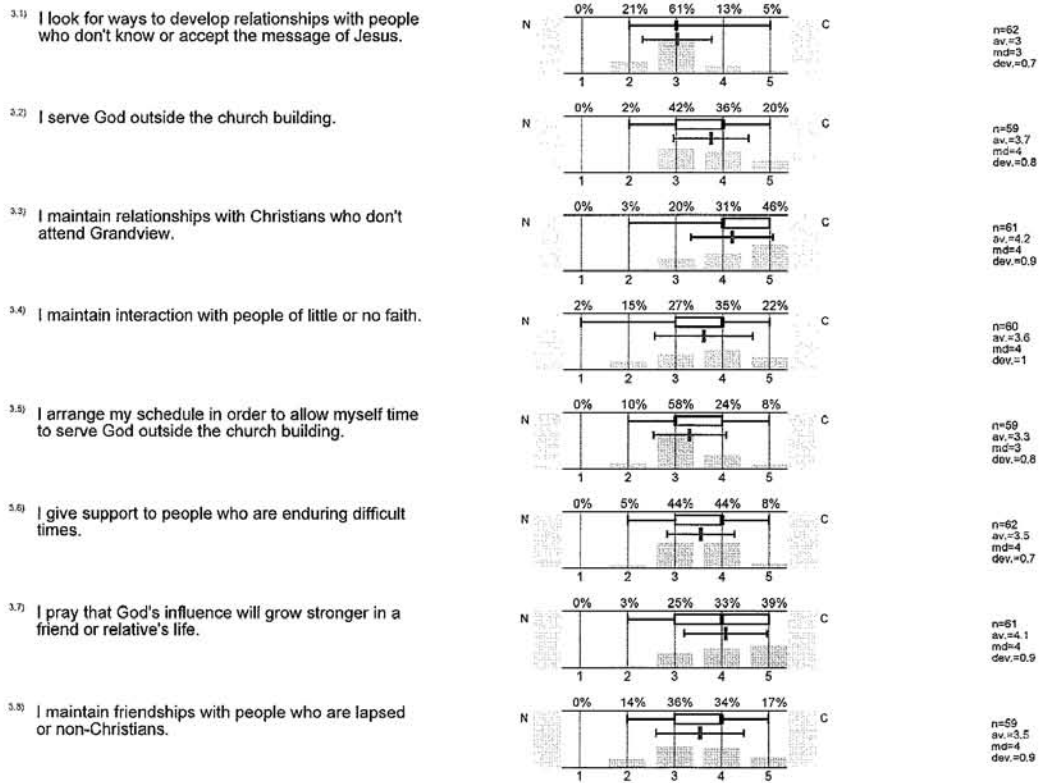 3.1) I look for ways to develop relationships with people
who don't know or accept the message of Jesus.
0% 21% 61% 13% 5%
N C
1 2 3 4 5
n=62
av.=3
md=3
dev.=0.7
3.2) I serve God outside the church building.
0% 2% 42% 36% 20%
N C
1 2 3 4 5
n=59
av.=3.7
md=4
dev.=0.8
3.3) I maintain relationships with Christians who don't
attend Grandview.
0% 3% 20% 31% 46%
N C
1 2 3 4 5
n=61
av.=4.2
md=4
dev.=0.9
3.4) I maintain interaction with people of little or no faith.
2% 15% 27% 35% 22%
N C
1 2 3 4 5
n=60
av.=3.6
md=4
dev.=1
3.5) I arrange my schedule in order to allow myself time
to serve God outside the church building.
0% 10% 58% 24% 8%
N C
1 2 3 4 5
n=59
av.=3.3
md=3
dev.=0.8
3.6) I give support to people who are enduring difficult
times.
0% 5% 44% 44% 8%
N C
1 2 3 4 5
n=62
av.=3.5
md=4
dev.=0.7
3.7) I pray that God's influence will grow stronger in a
friend or relative's life.
0% 3% 25% 33% 39%
N C
1 2 3 4 5
n=61
av.=4.1
md=4
dev.=0.9
3.8) I maintain friendships with people who are lapsed
or non-Christians.
0% 14% 36% 34% 17%
N C
1 2 3 4 5
n=59
av.=3.5
md=4
dev.=0.9